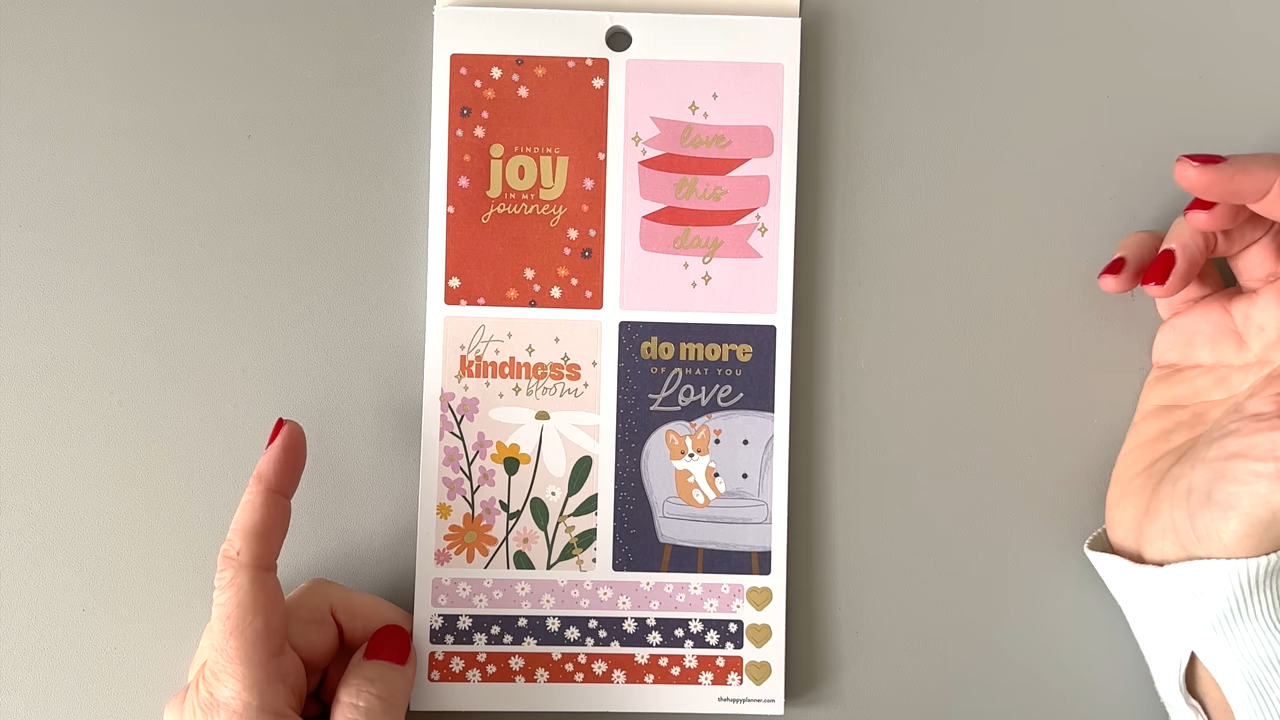 FINDING
joy
IN MY
journey
love
this
day
let
kindness
bloom
do more
OF WHAT YOU
Love
thehappyplanner.com